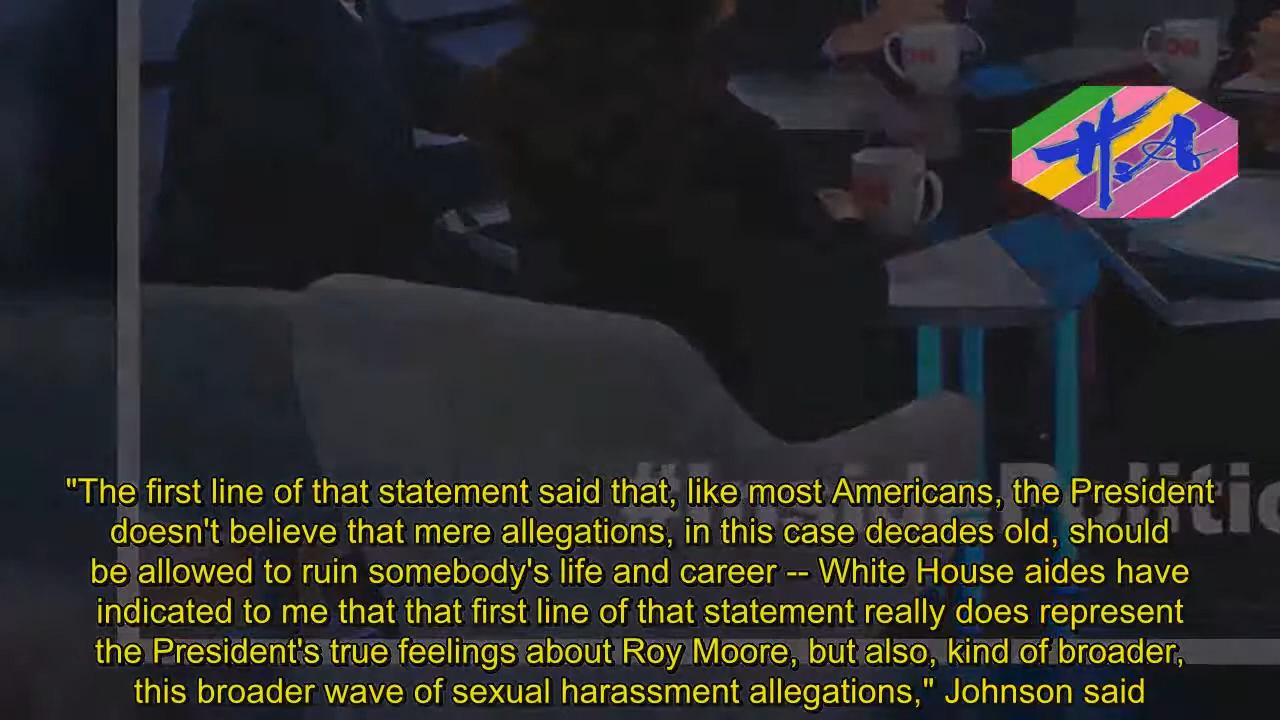 CNN
"Inside Politic
"The first line of that statement said that, like most Americans, the President
doesn't believe that mere allegations, in this case decades old, should
be allowed to ruin somebody's life and career -- White House aides have
indicated to me that that first line of that statement really does represent
the President's true feelings about Roy Moore, but also, kind of broader,
this broader wave of sexual harassment allegations," Johnson said